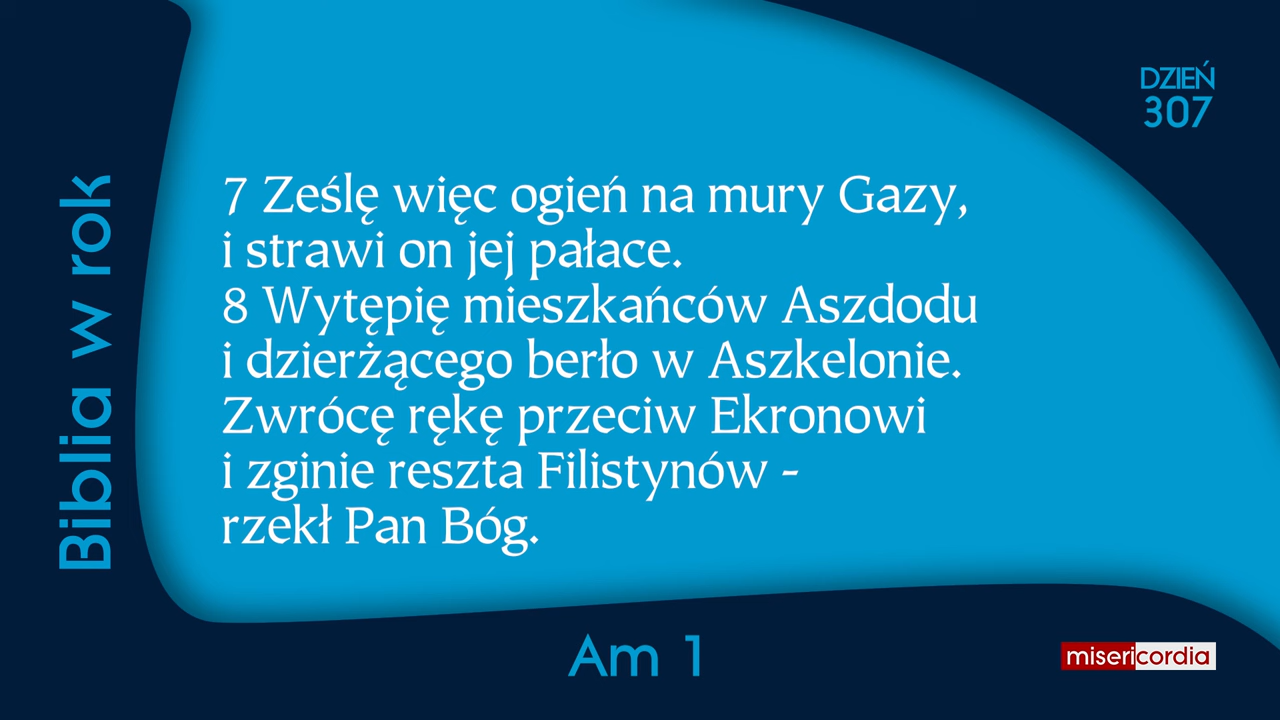 DZIEŃ
307
Biblia w rok
7 Ześlę więc ogień na mury Gazy,
i strawi on jej pałace.
8 Wytępię mieszkańców Aszdodu
i dzierżącego berło w Aszkelonie.
Zwrócę rękę przeciw Ekronowi
i zginie reszta Filistynów -
rzekł Pan Bóg.
Am 1
misericordia